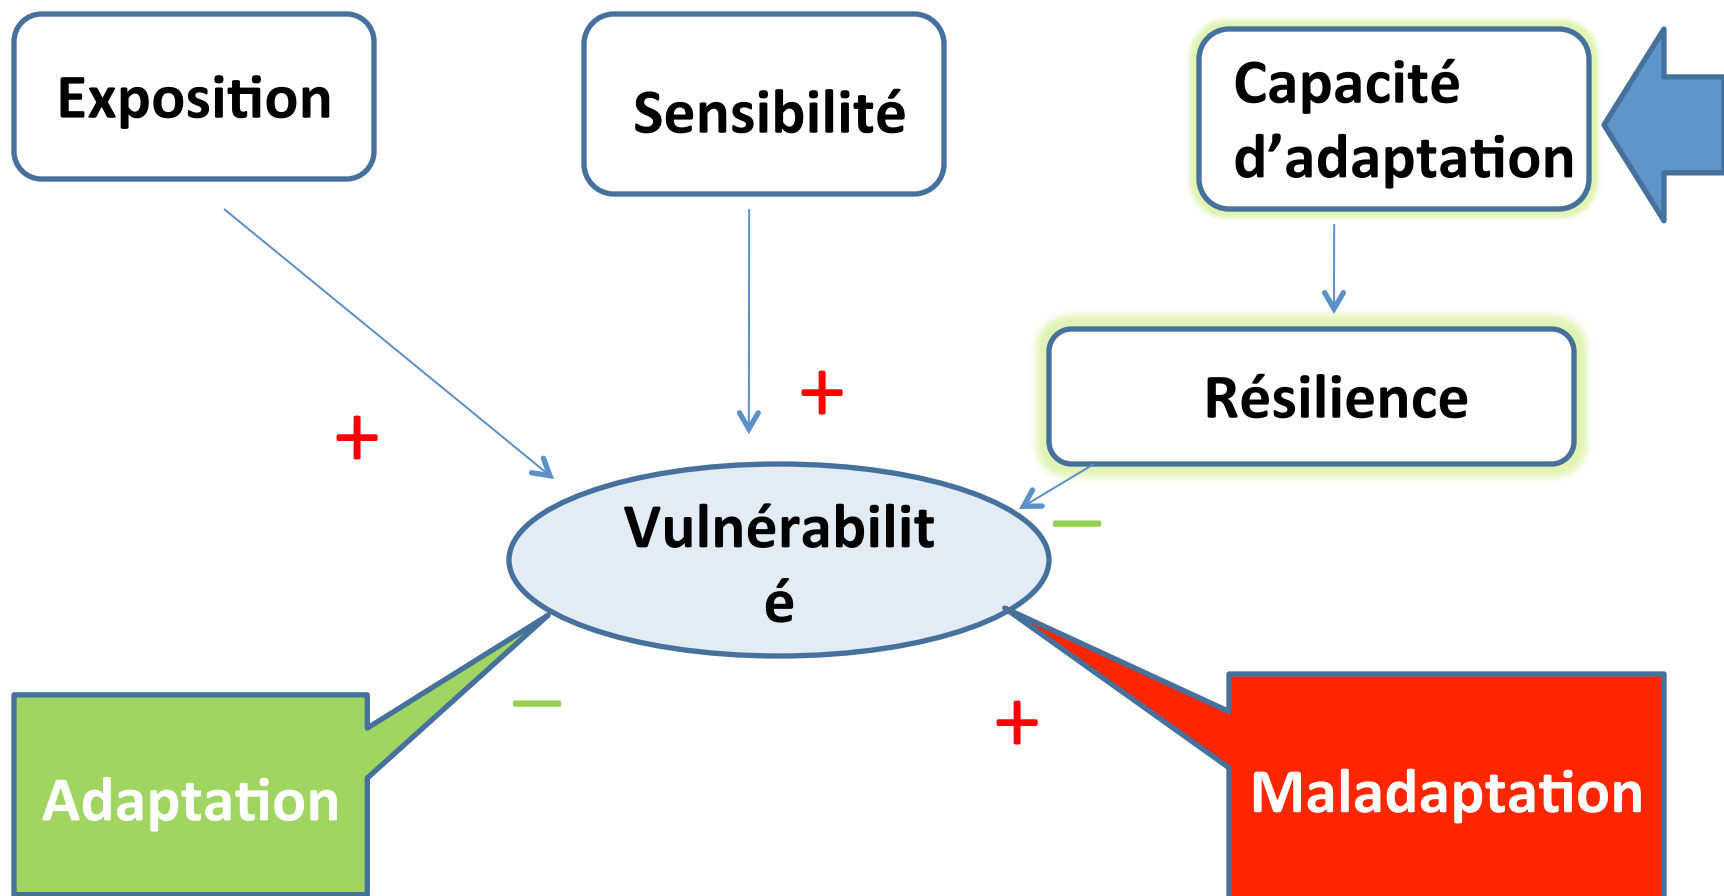 Exposition
Sensibilité
Capacité
d’adaptation
Résilience
+
+
Vulnérabilit
é
–
–
+
Adaptation
Maladaptation